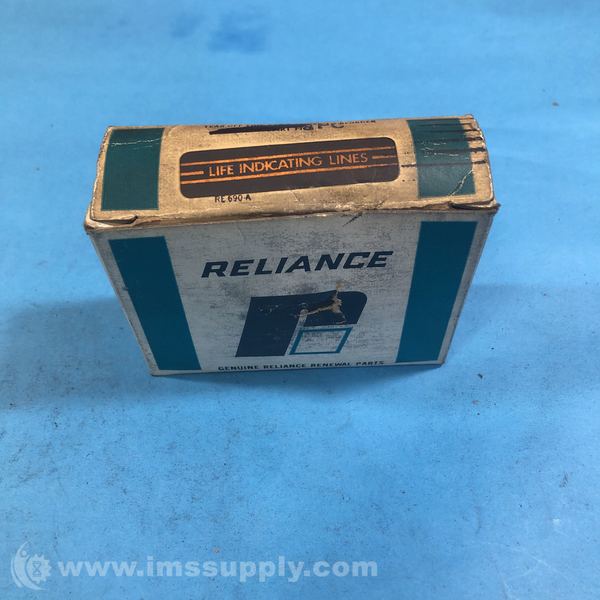 LIFE INDICATING LINES
RE 690-A
RELIANCE
GENUINE RELIANCE RENEWAL PARTS
www.imssupply.com